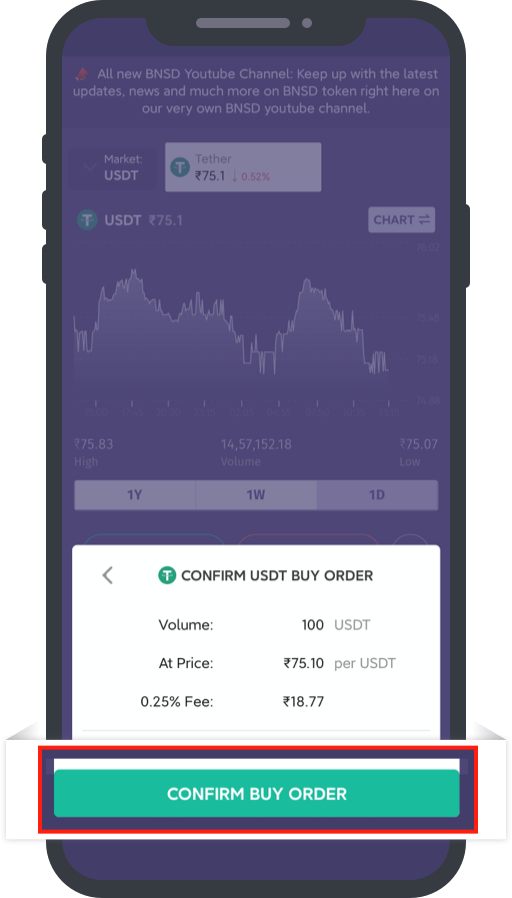 All new BNSD Youtube Channel: Keep up with the latest
updates, news and much more on BNSD token right here on
our very own BNSD youtube channel.
Market:
USDT
Tether
₹75.1 ↓ 0.52%
USDT ₹75.1
CHART
76.02
₹75.83
High
14,57,152.18
Volume
₹75.07
Low
1Y
1W
1D
CONFIRM USDT BUY ORDER
Volume: 100 USDT
At Price: ₹75.10 per USDT
0.25% Fee: ₹18.77
CONFIRM BUY ORDER